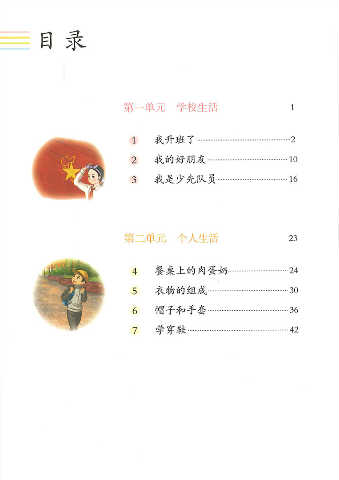 目录
第一单元 学校生活 1
1 我升班了 2
2 我的好朋友 10
3 我是少先队员 16
第二单元 个人生活 23
4 餐桌上的肉蛋奶 24
5 衣物的组成 30
6 帽子和手套 36
7 学穿鞋 42